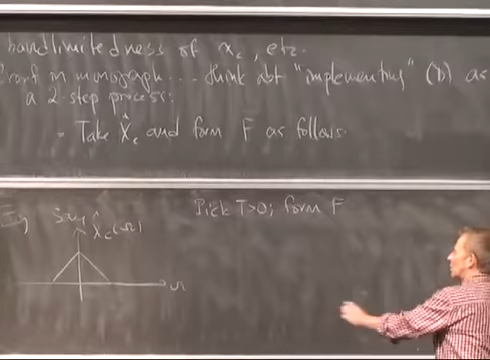 bandlimitedness of x_c, etc.
Proof in monograph... think abt "implementing" (b) as
a 2-step process:
- Take X̂_c and form F as follows.
Eg Say
X̂_c(Ω)
Pick T>0; form F
Ω